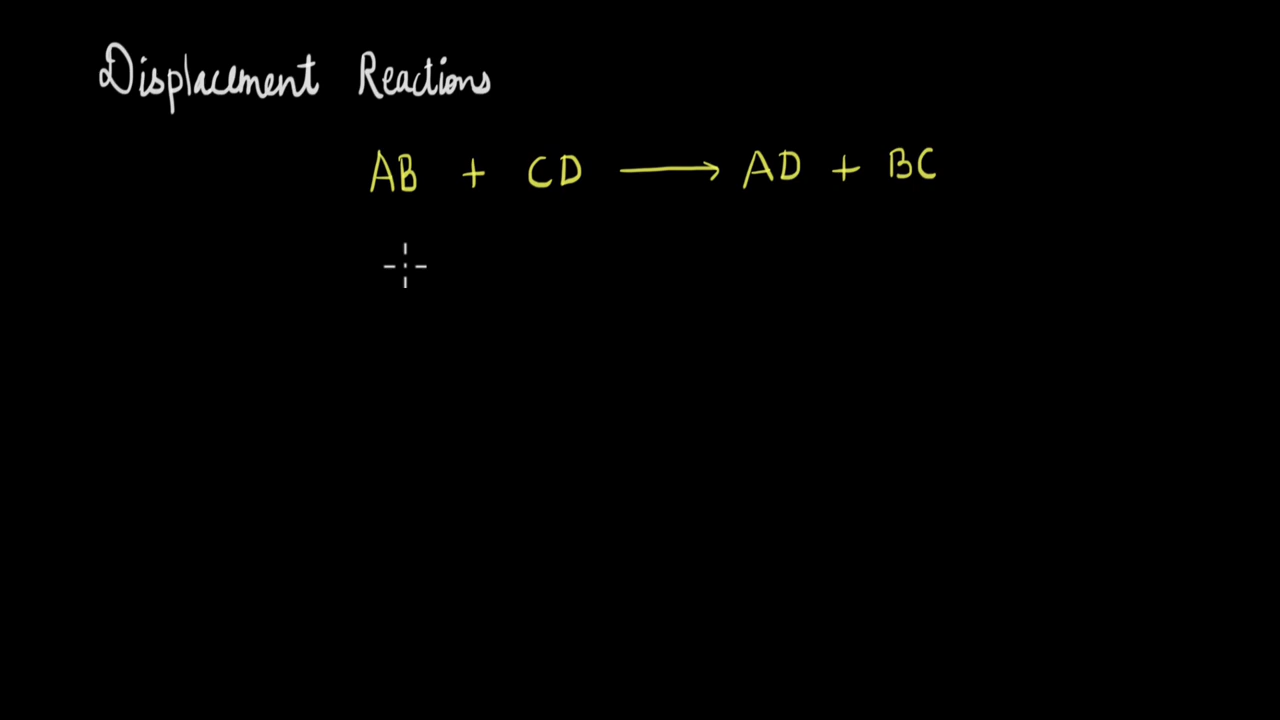 Displacement Reactions
AB + CD ⟶ AD + BC